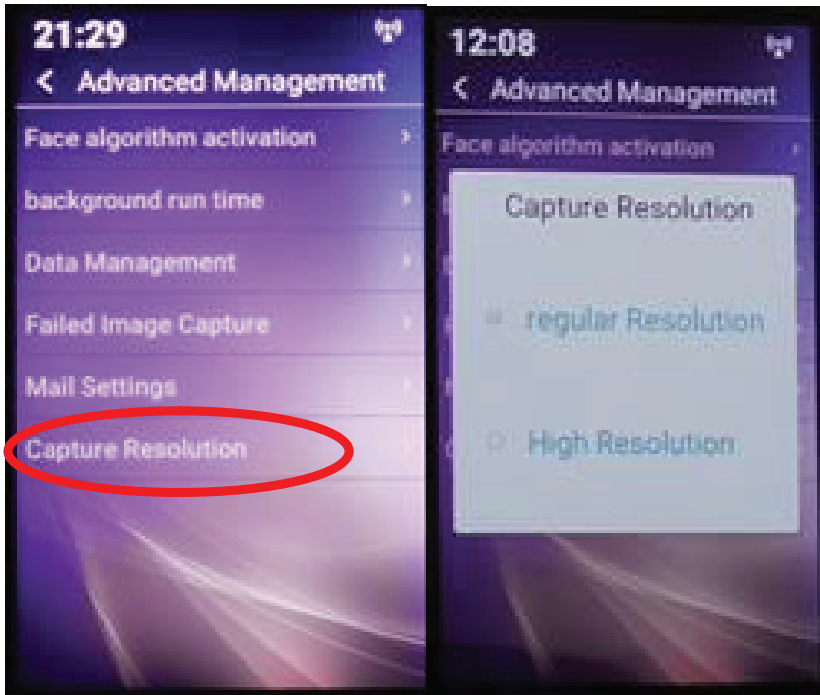 21:29
Advanced Management
Face algorithm activation
background run time
Data Management
Failed Image Capture
Mail Settings
Capture Resolution
12:08
Advanced Management
Face algorithm activation
Capture Resolution
regular Resolution
High Resolution